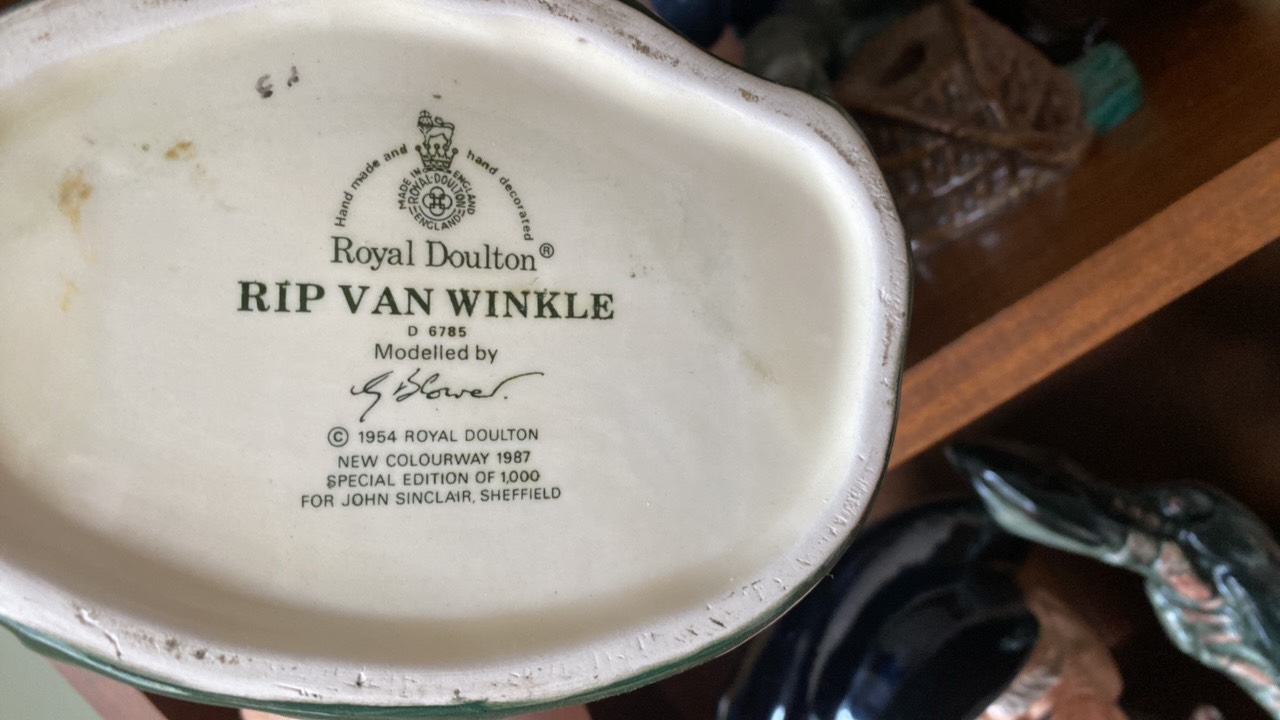 Hand made and hand decorated
MADE IN ENGLAND
ROYAL·DOULTON
ENGLAND
Royal Doulton®
RIP VAN WINKLE
D 6785
Modelled by
G Blower.
© 1954 ROYAL DOULTON
NEW COLOURWAY 1987
SPECIAL EDITION OF 1,000
FOR JOHN SINCLAIR, SHEFFIELD